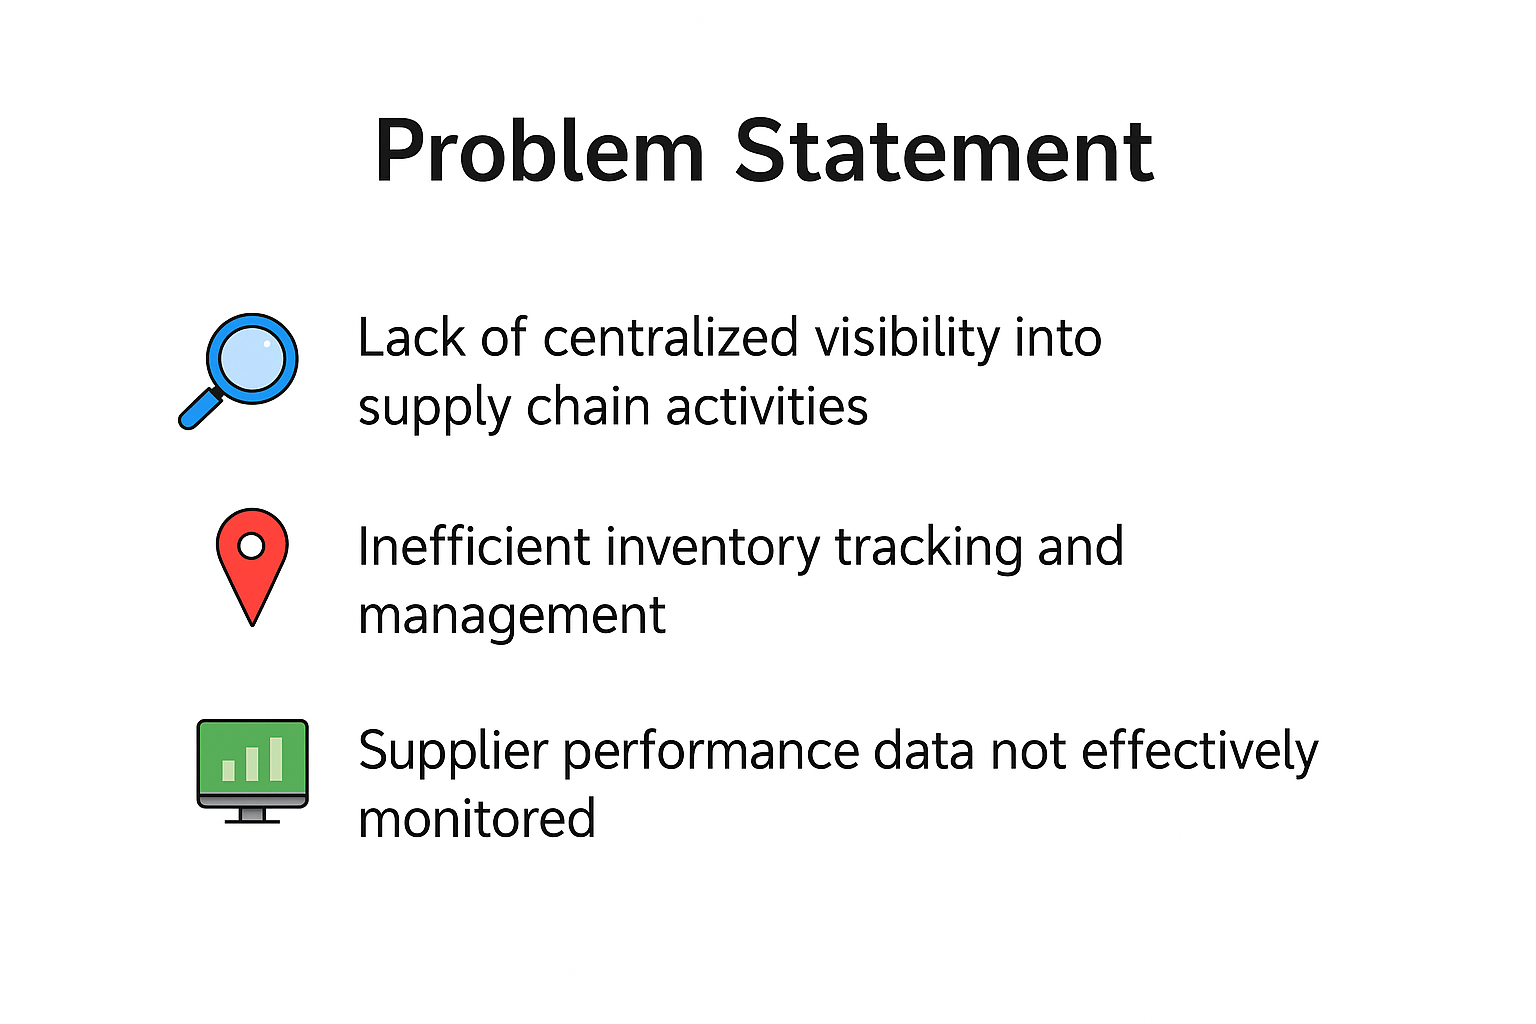 Problem Statement
Lack of centralized visibility into
supply chain activities
Inefficient inventory tracking and
management
Supplier performance data not effectively
monitored